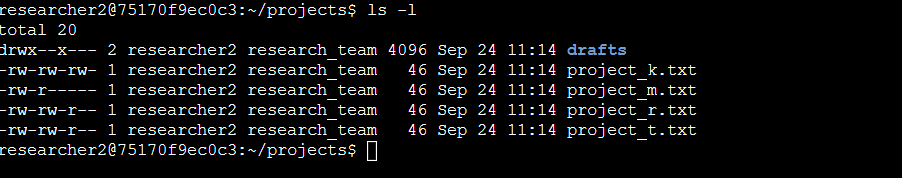 researcher2@75170f9ec0c3:~/projects$ ls -l
total 20
drwx--x--- 2 researcher2 research_team 4096 Sep 24 11:14 drafts
-rw-rw-rw- 1 researcher2 research_team   46 Sep 24 11:14 project_k.txt
-rw-r----- 1 researcher2 research_team   46 Sep 24 11:14 project_m.txt
-rw-rw-r-- 1 researcher2 research_team   46 Sep 24 11:14 project_r.txt
-rw-rw-r-- 1 researcher2 research_team   46 Sep 24 11:14 project_t.txt
researcher2@75170f9ec0c3:~/projects$